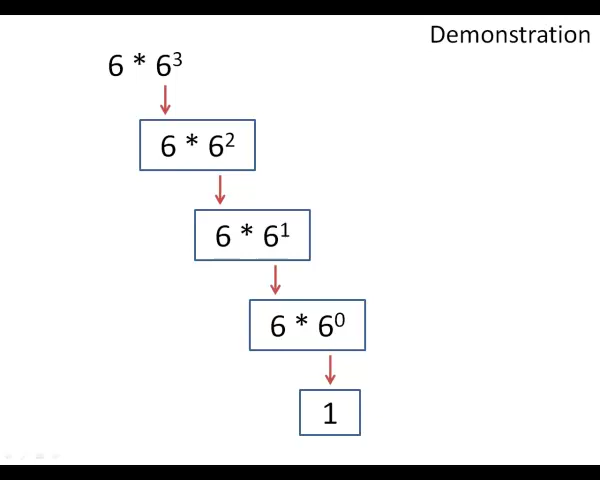 Demonstration
6 * 6³
6 * 6²
6 * 6¹
6 * 6⁰
1